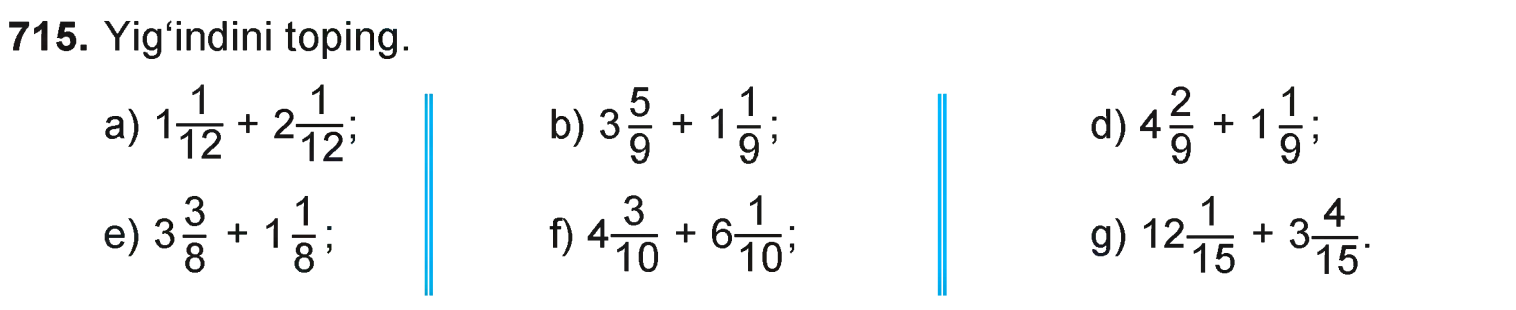 715. Yig‘indini toping.
a) 1 1/12 + 2 1/12; b) 3 5/9 + 1 1/9; d) 4 2/9 + 1 1/9;
e) 3 3/8 + 1 1/8; f) 4 3/10 + 6 1/10; g) 12 1/15 + 3 4/15.